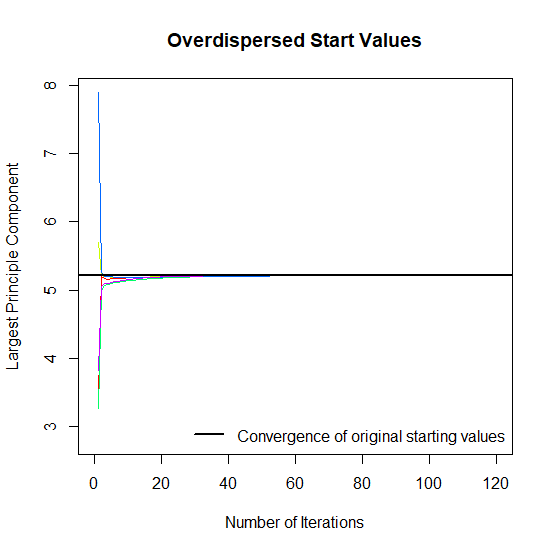 Overdispersed Start Values
8
7
6
5
4
3
Largest Principle Component
Convergence of original starting values
0 20 40 60 80 100 120
Number of Iterations